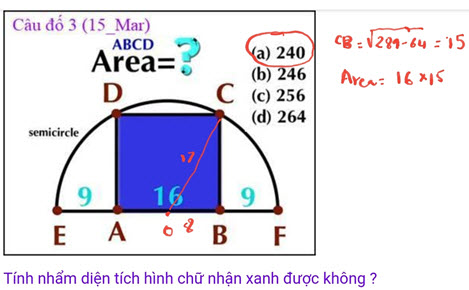 Câu đố 3 (15_Mar)
ABCD
Area=?
(a) 240
(b) 246
(c) 256
(d) 264
CB = √289-64 = 15
Area = 16 × 15
D C
semicircle
17
9 16 9
O 8
E A B F
Tính nhẩm diện tích hình chữ nhận xanh được không ?